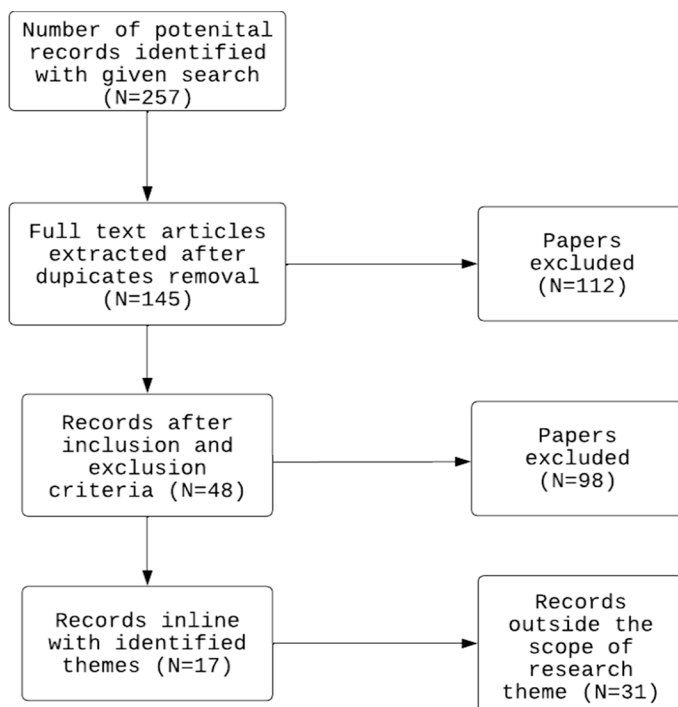 Number of potenital
records identified
with given search
(N=257)
Full text articles
extracted after
dupicates removal
(N=145)
Papers
excluded
(N=112)
Records after
inclusion and
exclusion
criteria (N=48)
Papers
excluded
(N=98)
Records inline
with identified
themes (N=17)
Records
outside the
scope of
research
theme (N=31)